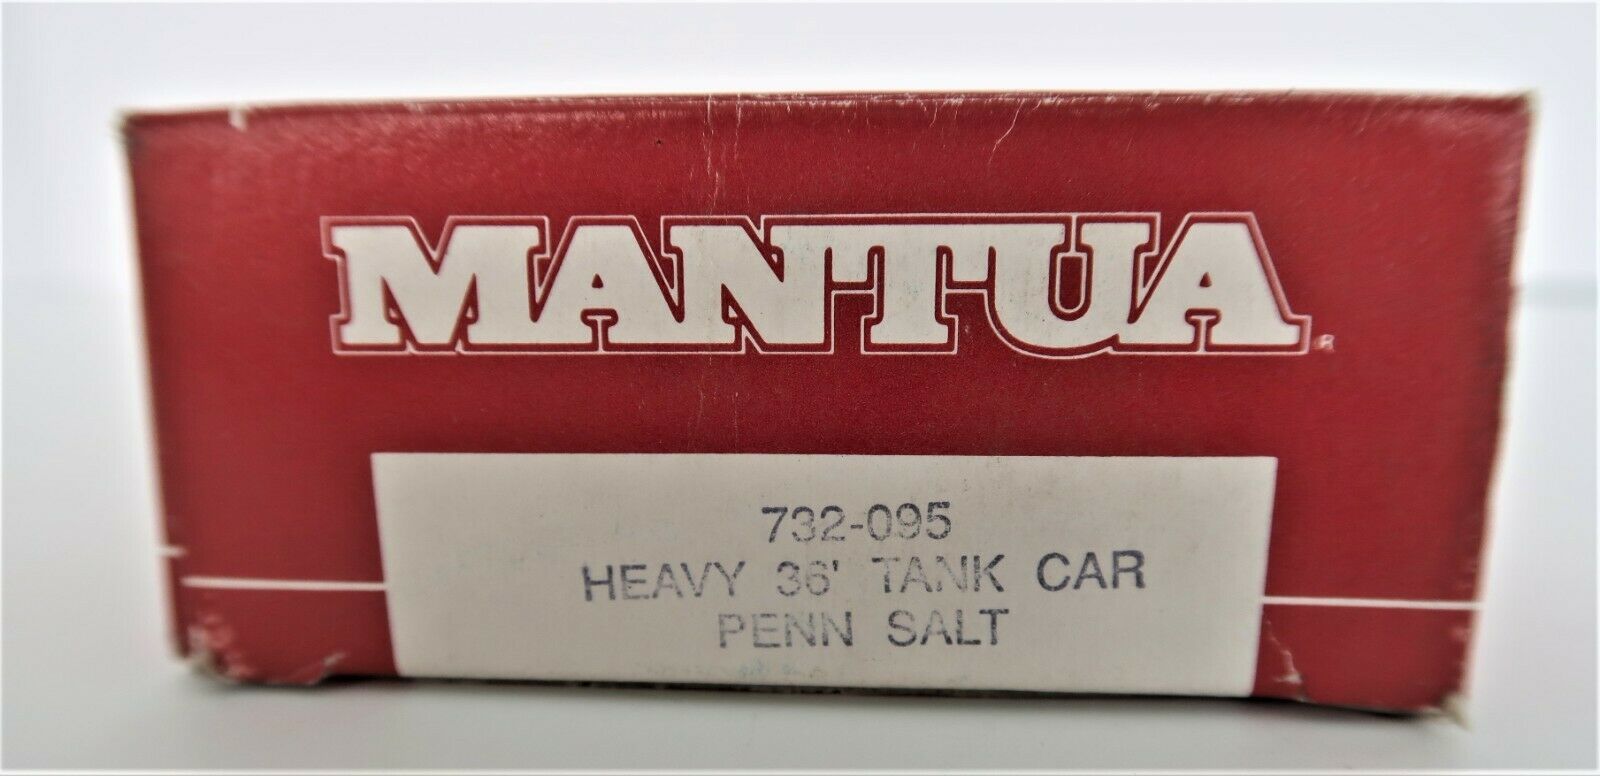 MANTUA®
732-095
HEAVY 36' TANK CAR
PENN SALT